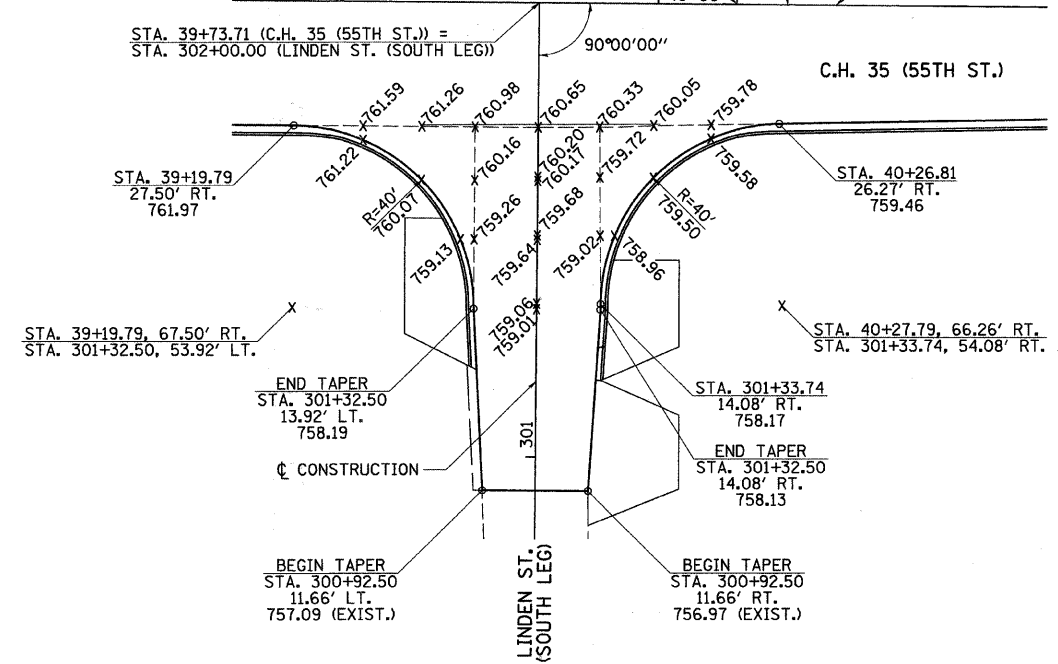 STA. 39+73.71 (C.H. 35 (55TH ST.)) =
STA. 302+00.00 (LINDEN ST. (SOUTH LEG))
90°00'00"
C.H. 35 (55TH ST.)
761.59
761.26
760.98
760.65
760.33
760.05
759.78
761.22
760.16
760.20
760.17
759.72
759.58
STA. 39+19.79
27.50' RT.
761.97
R=40'
760.07
R=40'
759.50
STA. 40+26.81
26.27' RT.
759.46
759.13
759.26
759.68
759.64
759.02
758.96
759.06
759.01
STA. 39+19.79, 67.50' RT.
STA. 301+32.50, 53.92' LT.
STA. 40+27.79, 66.26' RT.
STA. 301+33.74, 54.08' RT.
END TAPER
STA. 301+32.50
13.92' LT.
758.19
STA. 301+33.74
14.08' RT.
758.17
301
℄ CONSTRUCTION
END TAPER
STA. 301+32.50
14.08' RT.
758.13
BEGIN TAPER
STA. 300+92.50
11.66' LT.
757.09 (EXIST.)
LINDEN ST.
(SOUTH LEG)
BEGIN TAPER
STA. 300+92.50
11.66' RT.
756.97 (EXIST.)